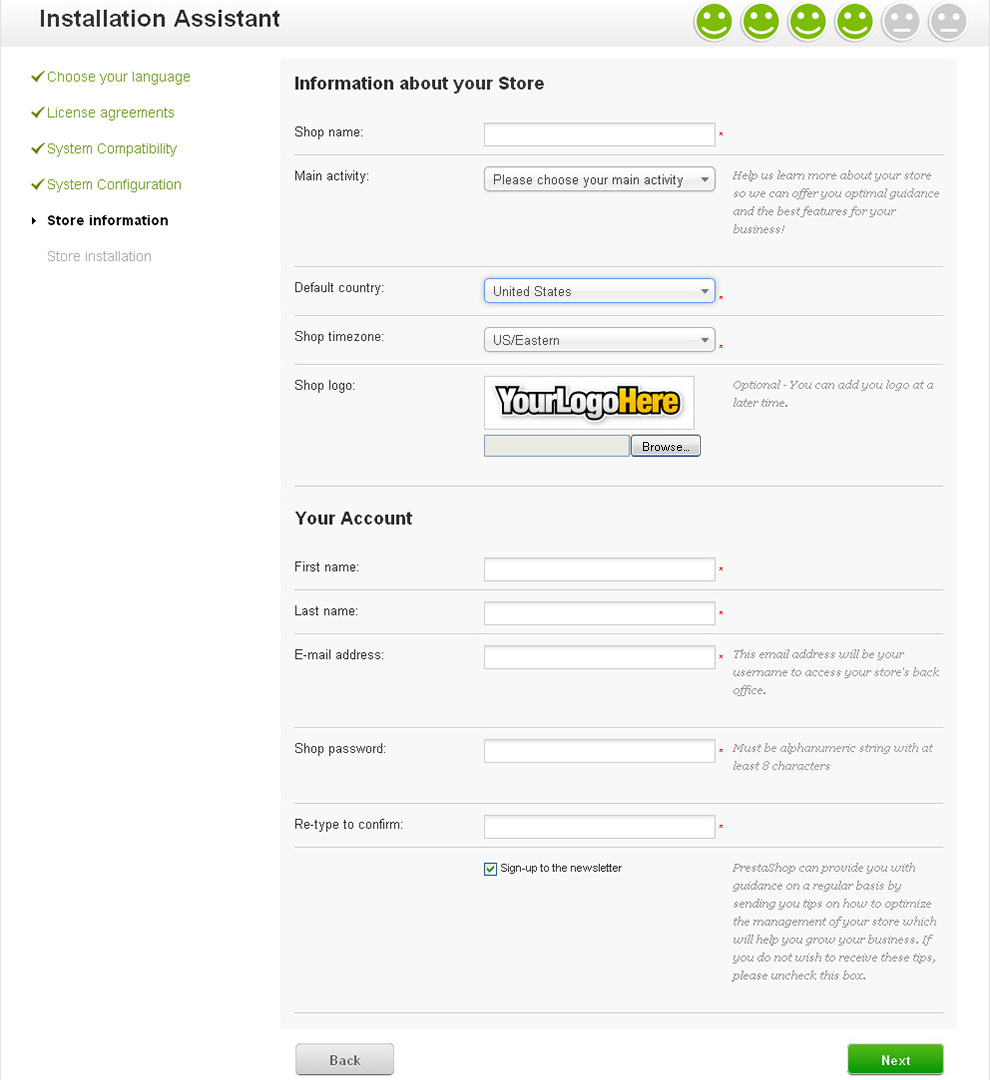 Installation Assistant
Choose your language
License agreements
System Compatibility
System Configuration
Store information
Store installation
Information about your Store
Shop name: *
Main activity: Please choose your main activity
Help us learn more about your store
so we can offer you optimal guidance
and the best features for your
business!
Default country: United States *
Shop timezone: US/Eastern *
Shop logo: YourLogoHere
Optional - You can add you logo at a
later time.
Browse...
Your Account
First name: *
Last name: *
E-mail address: * This email address will be your
username to access your store's back
office.
Shop password: * Must be alphanumeric string with at
least 8 characters
Re-type to confirm: *
Sign-up to the newsletter
PrestaShop can provide you with
guidance on a regular basis by
sending you tips on how to optimize
the management of your store which
will help you grow your business. If
you do not wish to receive these tips,
please uncheck this box.
Back
Next